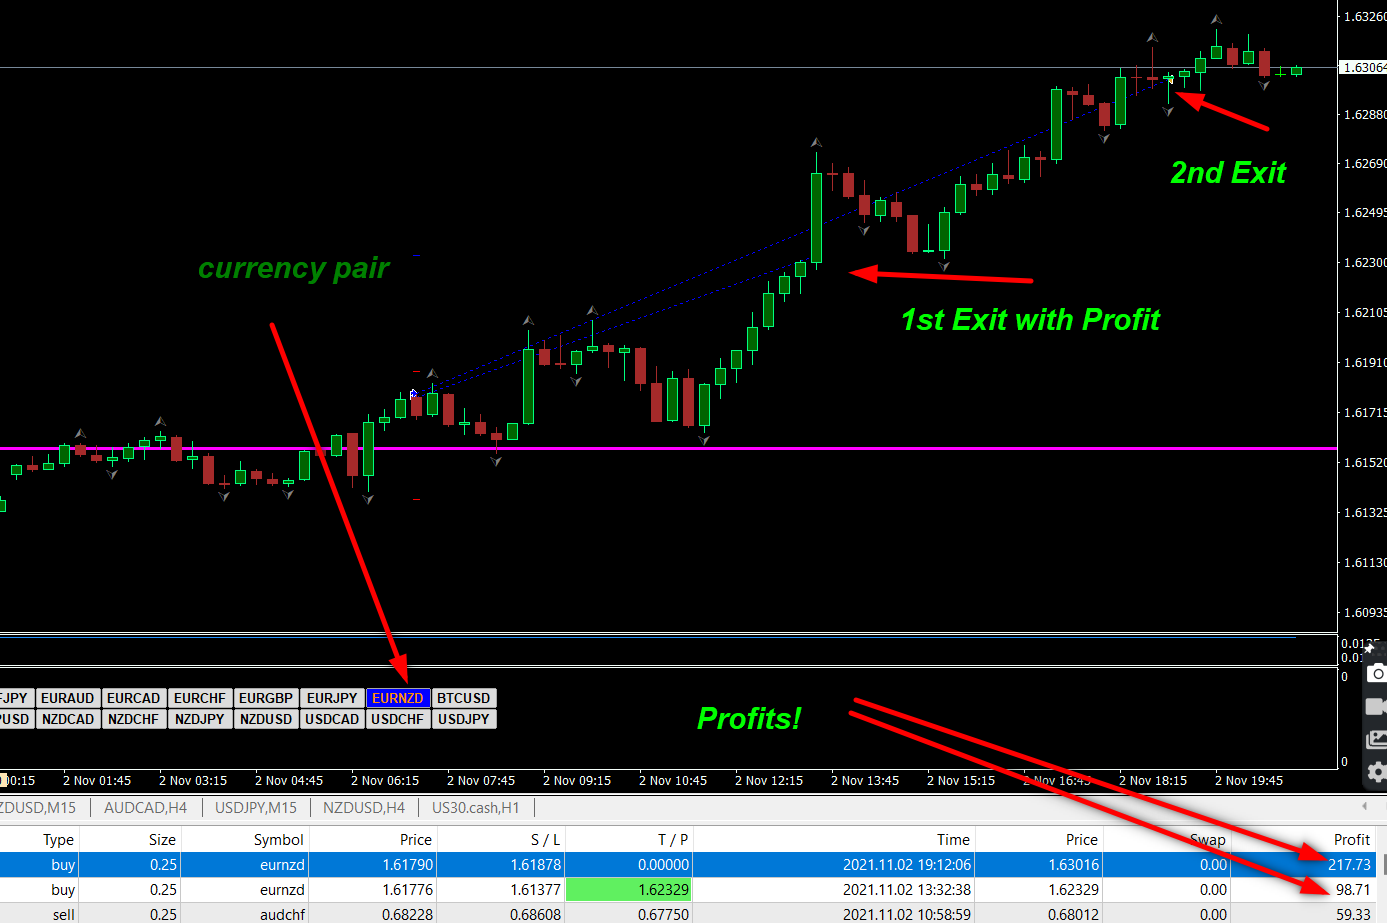 1.63260
1.63064
1.62880
2nd Exit
1.62690
1.62495
currency pair
1.62300
1st Exit with Profit
1.62105
1.61910
1.61715
1.61520
1.61325
1.61130
1.60935
0
JPY EURAUD EURCAD EURCHF EURGBP EURJPY EURNZD BTCUSD
USD NZDCAD NZDCHF NZDJPY NZDUSD USDCAD USDCHF USDJPY
Profits!
0
00:15 2 Nov 01:45 2 Nov 03:15 2 Nov 04:45 2 Nov 06:15 2 Nov 07:45 2 Nov 09:15 2 Nov 10:45 2 Nov 12:15 2 Nov 13:45 2 Nov 15:15 2 Nov 16:45 2 Nov 18:15 2 Nov 19:45
ZDUSD,M15 AUDCAD,H4 USDJPY,M15 NZDUSD,H4 US30.cash,H1
Type Size Symbol Price S / L T / P Time Price Swap Profit
buy 0.25 eurnzd 1.61790 1.61878 0.00000 2021.11.02 19:12:06 1.63016 0.00 217.73
buy 0.25 eurnzd 1.61776 1.61377 1.62329 2021.11.02 13:32:38 1.62329 0.00 98.71
sell 0.25 audchf 0.68228 0.68608 0.67750 2021.11.02 10:58:59 0.68012 0.00 59.33